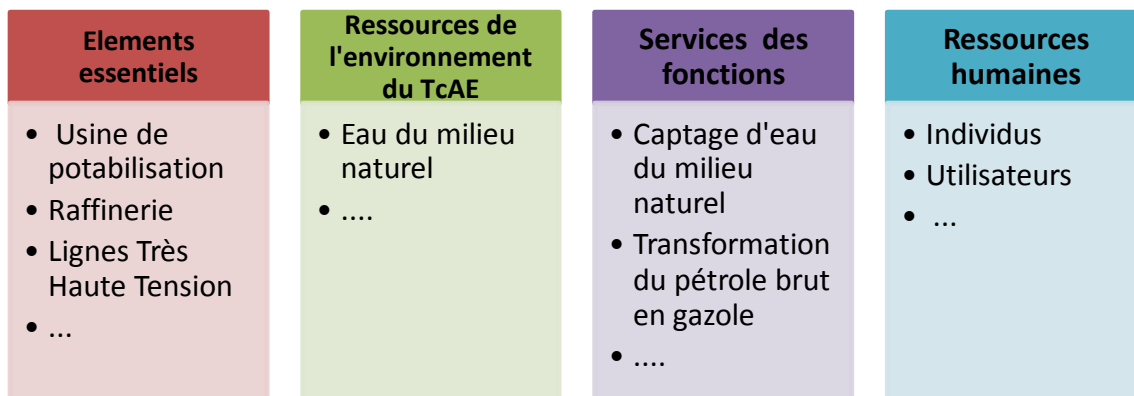 Elements
essentiels
• Usine de
potabilisation
• Raffinerie
• Lignes Très
Haute Tension
• ...
Ressources de
l'environnement
du TcAE
• Eau du milieu
naturel
• ....
Services des
fonctions
• Captage d'eau
du milieu
naturel
• Transformation
du pétrole brut
en gazole
• ....
Ressources
humaines
• Individus
• Utilisateurs
• ...